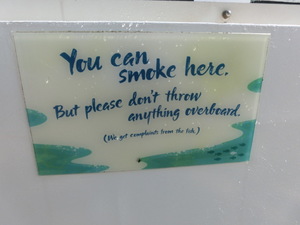 You can
smoke here.
But please don't throw
anything overboard.
(We get complaints from the fish.)